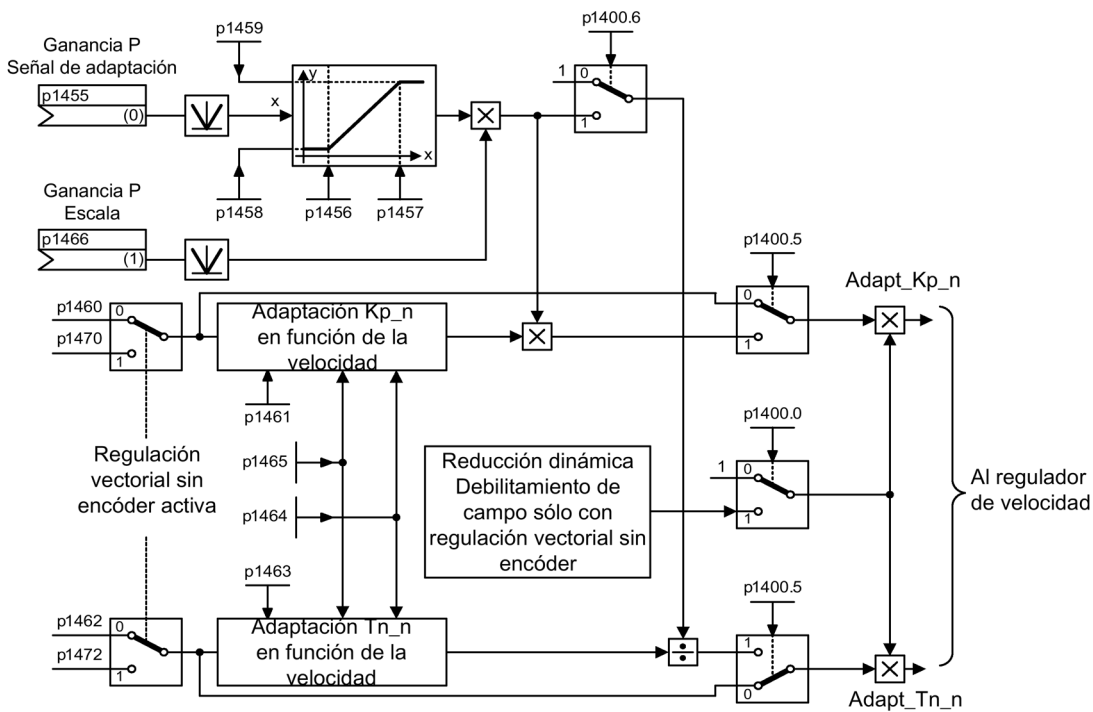 p1400.6
p1459
Ganancia P
Señal de adaptación
p1455
(0)
x
y
x
1
0
1
p1458
p1456
p1457
Ganancia P
Escala
p1466
(1)
p1400.5
0
1
Adapt_Kp_n
p1460
p1470
0
1
Adaptación Kp_n
en función de la
velocidad
p1461
p1465
p1464
p1463
Regulación
vectorial sin
encóder activa
Reducción dinámica
Debilitamiento de
campo sólo con
regulación vectorial sin
encóder
p1400.0
1
0
1
Al regulador
de velocidad
p1462
p1472
0
1
Adaptación Tn_n
en función de la
velocidad
p1400.5
1
0
Adapt_Tn_n